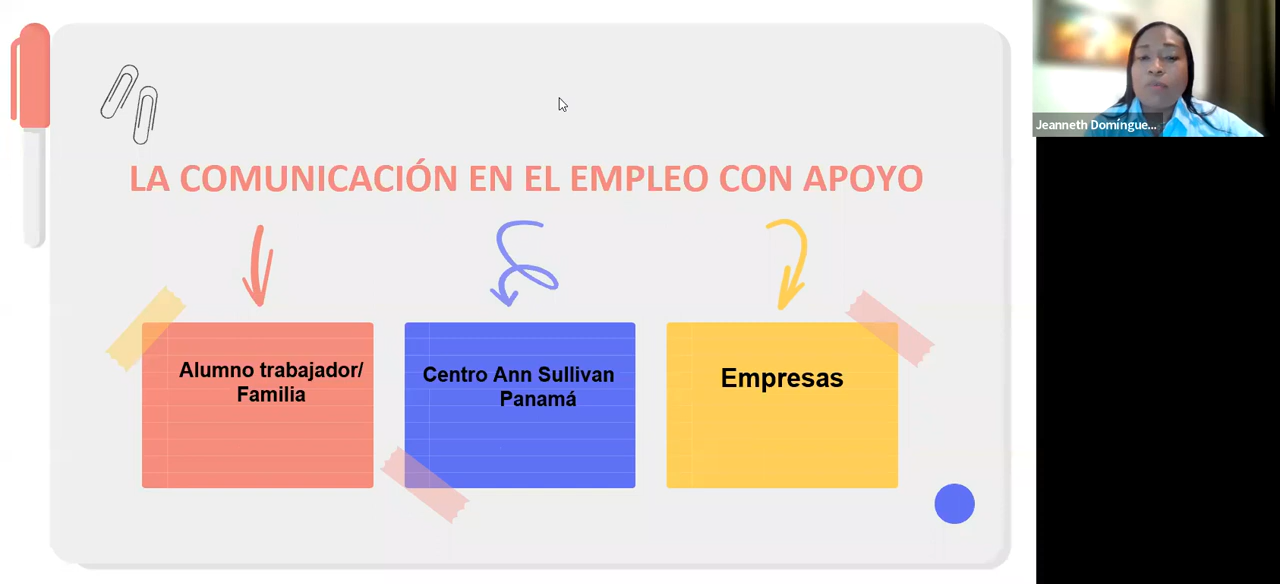 LA COMUNICACIÓN EN EL EMPLEO CON APOYO
Alumno trabajador/
Familia
Centro Ann Sullivan
Panamá
Empresas
Jeanneth Domíngue...